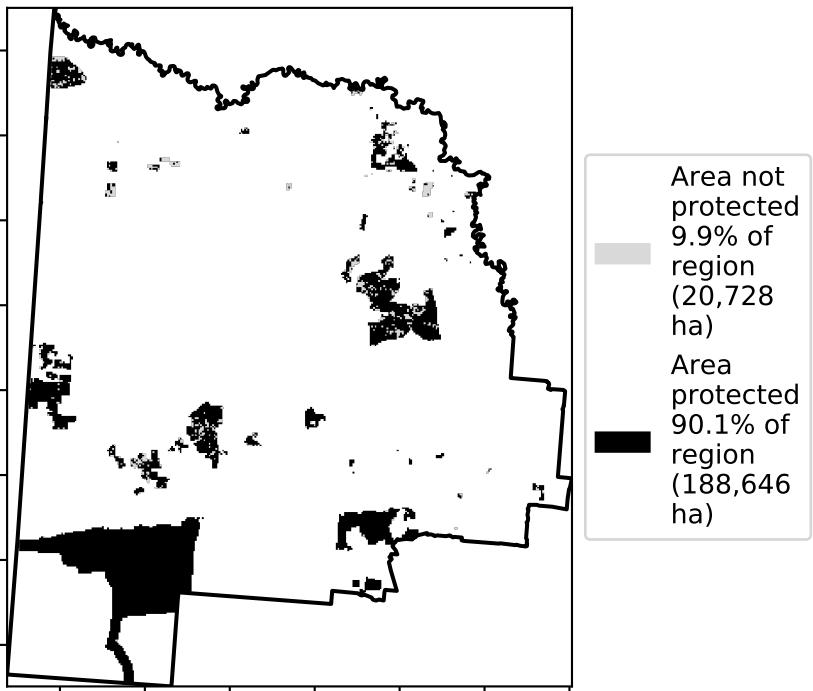 Area not
protected
9.9% of
region
(20,728
ha)
Area
protected
90.1% of
region
(188,646
ha)